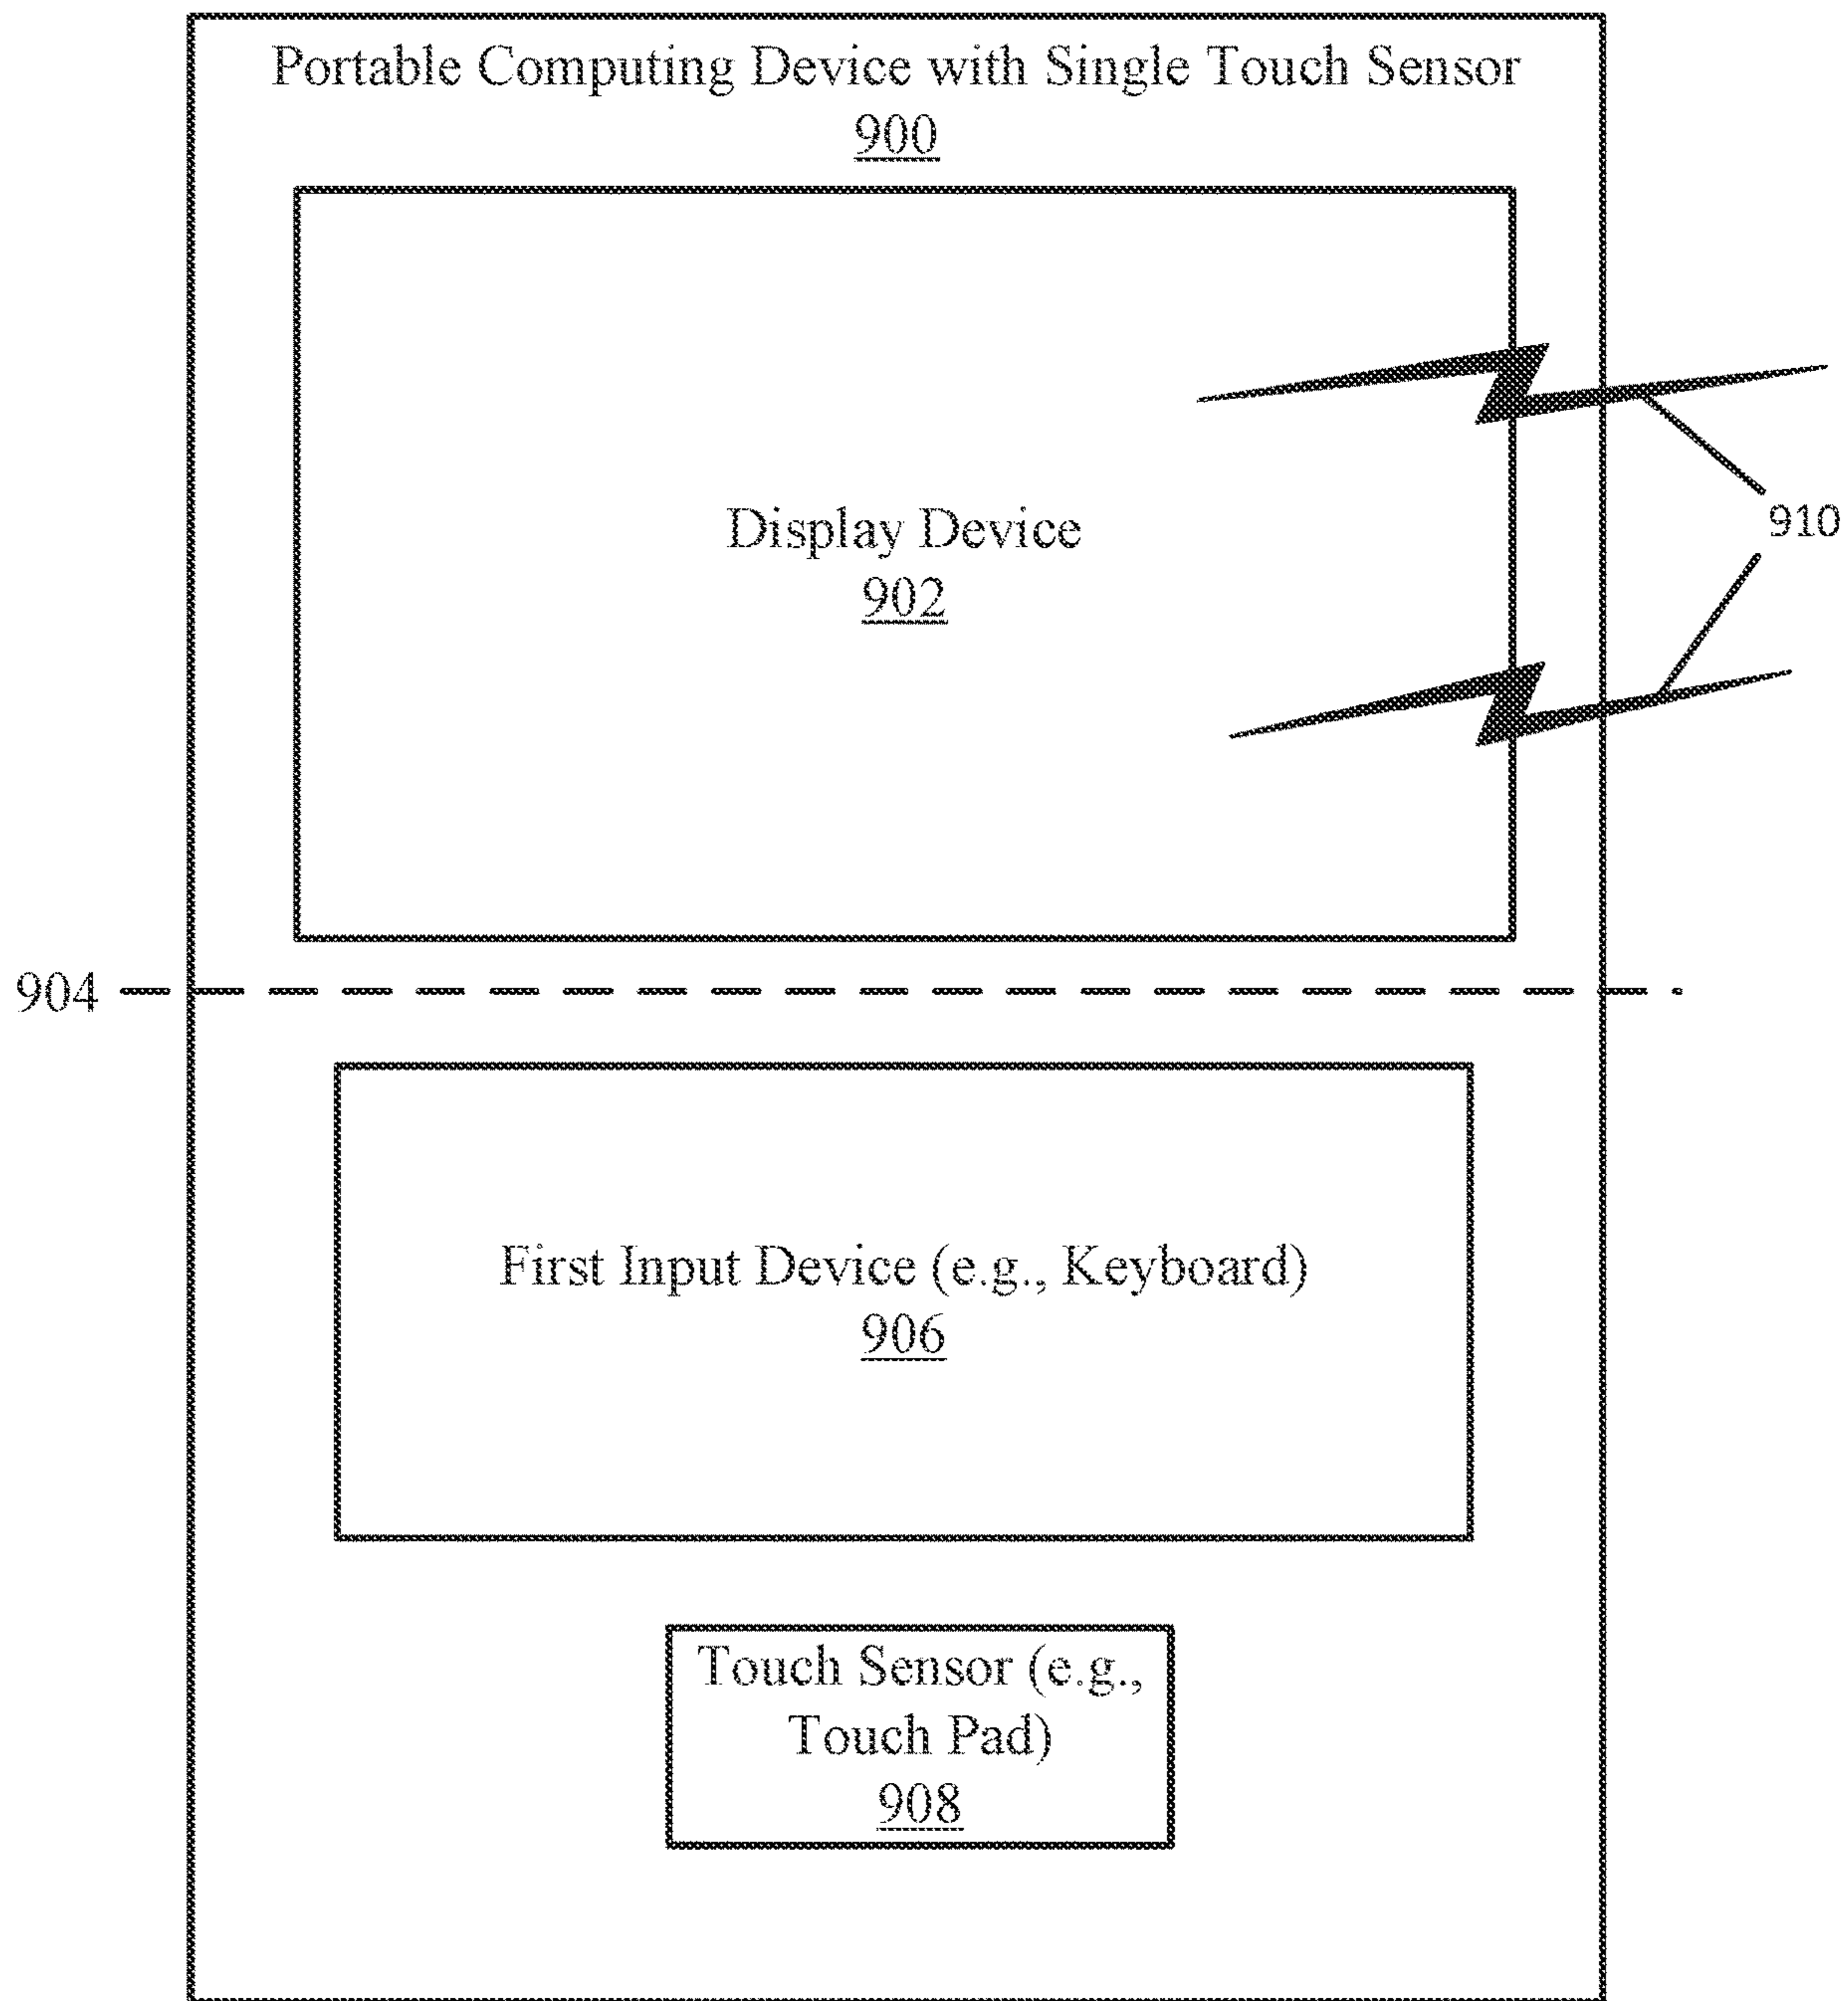 Portable Computing Device with Single Touch Sensor
900
Display Device
902
910
904
First Input Device (e.g., Keyboard)
906
Touch Sensor (e.g.,
Touch Pad)
908